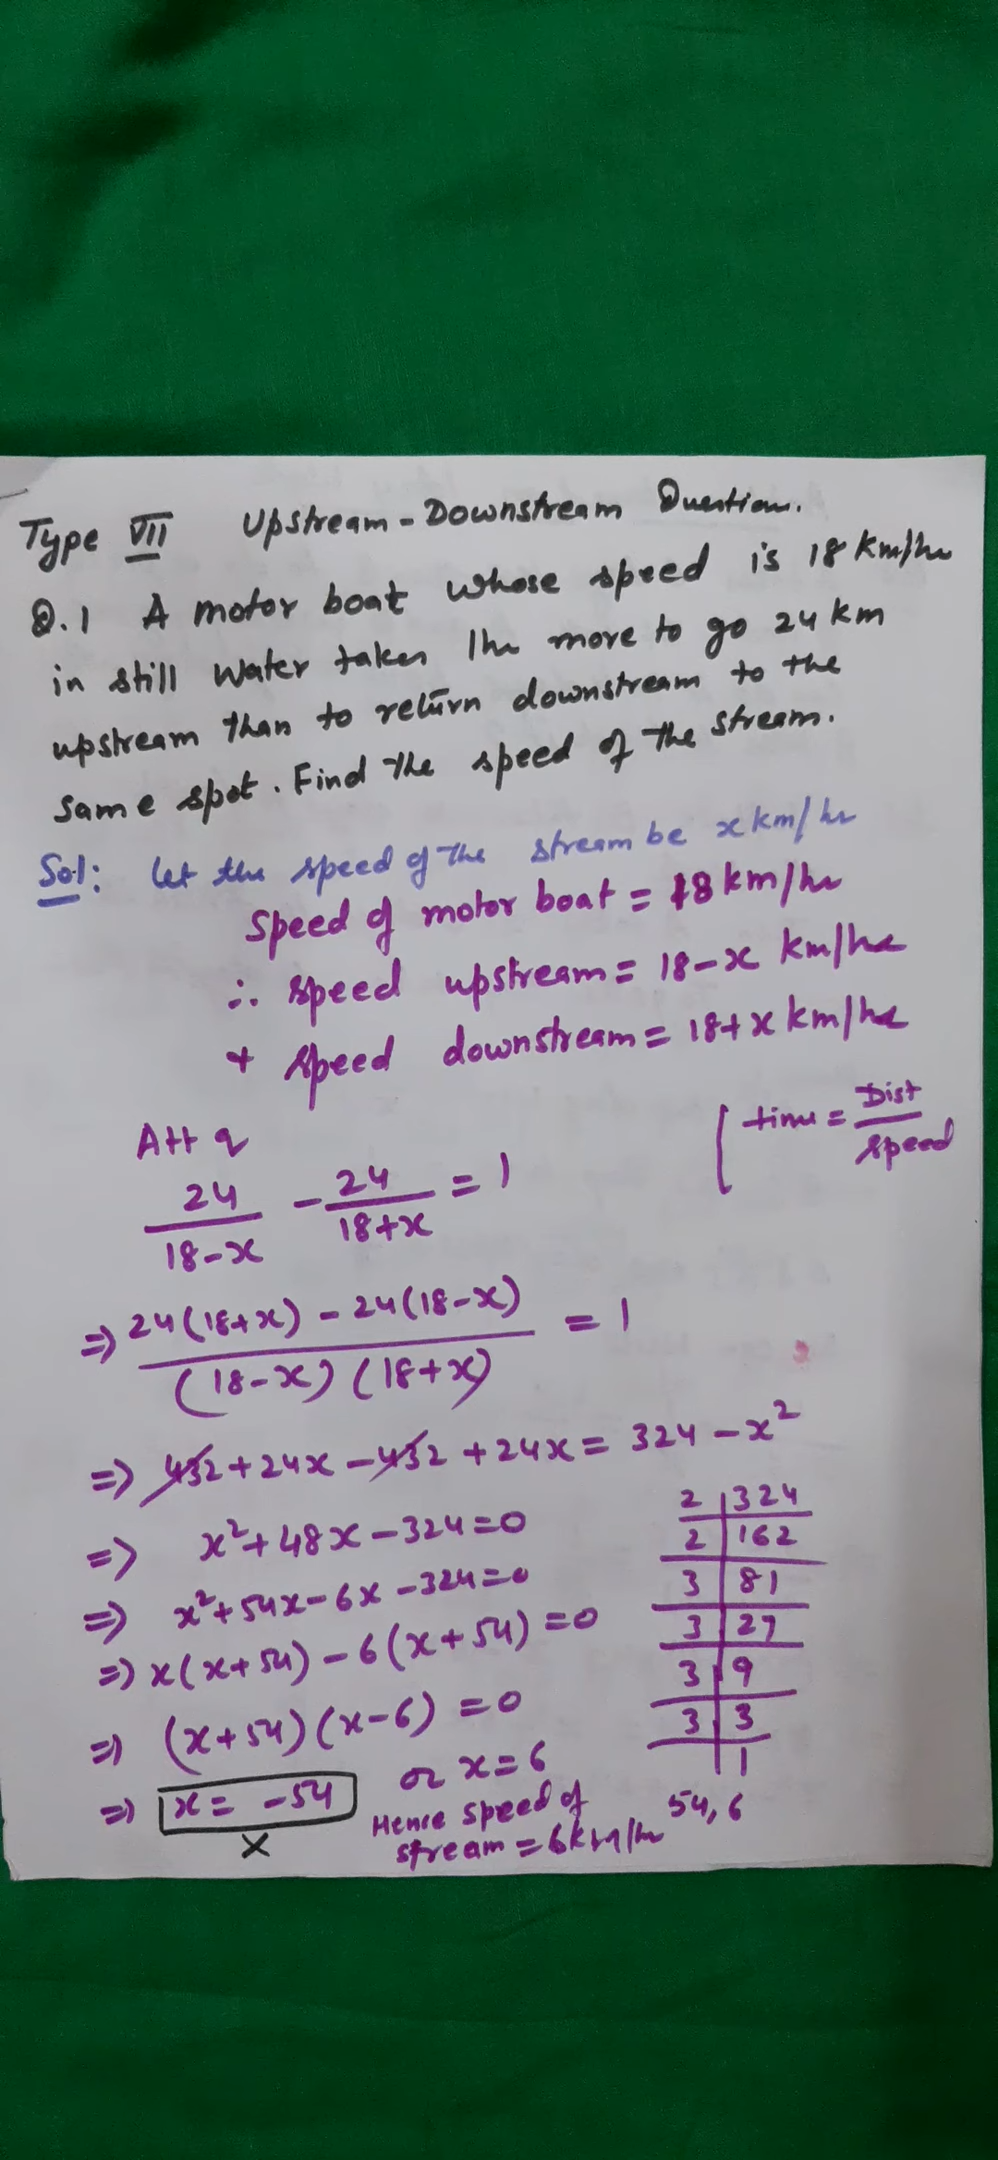 Type VII Upstream-Downstream Question.
Q.1 A motor boat whose speed is 18 km/hr
in still water takes 1hr more to go 24 km
upstream than to return downstream to the
same spot. Find the speed of the stream.
Sol: let the speed of the stream be x km/hr
Speed of motor boat = 18 km/hr
∴ speed upstream = 18-x km/hr
+ speed downstream = 18+x km/hr
Att q
[ time = Dist/speed
24/(18-x) - 24/(18+x) = 1
=> (24(18+x) - 24(18-x))/((18-x)(18+x)) = 1
=> 432+24x-432+24x = 324-x²
=> x²+48x-324=0
=> x²+54x-6x-324=0
=> x(x+54)-6(x+54)=0
=> (x+54)(x-6)=0
=> x= -54 or x=6
X
Hence speed of
stream = 6km/hr
2 324
2 162
3 81
3 27
3 9
3 3
1
54,6